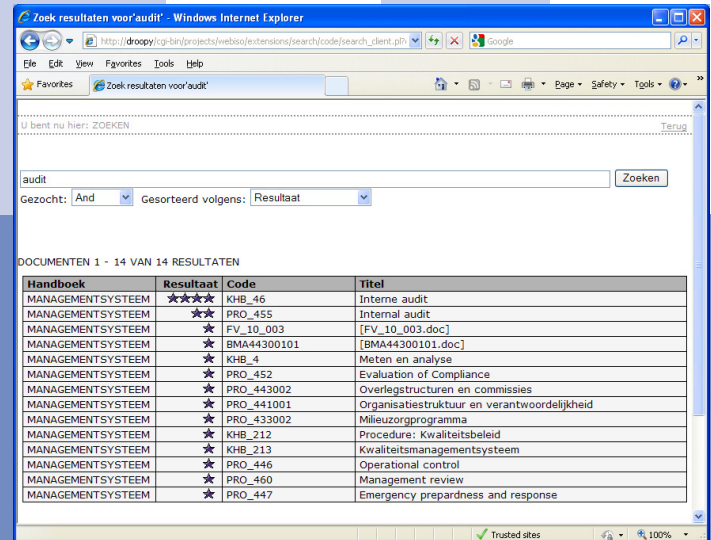 Zoek resultaten voor'audit' - Windows Internet Explorer
http://droopy/cgi-bin/projects/webiso/extensions/search/code/search_client.pl? Google
File Edit View Favorites Tools Help
Favorites Zoek resultaten voor'audit' Page Safety Tools »
U bent nu hier: ZOEKEN Terug
audit Zoeken
Gezocht: And Gesorteerd volgens: Resultaat
DOCUMENTEN 1 - 14 VAN 14 RESULTATEN
Handboek Resultaat Code Titel
MANAGEMENTSYSTEEM KHB_46 Interne audit
MANAGEMENTSYSTEEM PRO_455 Internal audit
MANAGEMENTSYSTEEM FV_10_003 [FV_10_003.doc]
MANAGEMENTSYSTEEM BMA44300101 [BMA44300101.doc]
MANAGEMENTSYSTEEM KHB_4 Meten en analyse
MANAGEMENTSYSTEEM PRO_452 Evaluation of Compliance
MANAGEMENTSYSTEEM PRO_443002 Overlegstructuren en commissies
MANAGEMENTSYSTEEM PRO_441001 Organisatiestruktuur en verantwoordelijkheid
MANAGEMENTSYSTEEM PRO_433002 Milieuzorgprogramma
MANAGEMENTSYSTEEM KHB_212 Procedure: Kwaliteitsbeleid
MANAGEMENTSYSTEEM KHB_213 Kwaliteitsmanagementsysteem
MANAGEMENTSYSTEEM PRO_446 Operational control
MANAGEMENTSYSTEEM PRO_460 Management review
MANAGEMENTSYSTEEM PRO_447 Emergency prepardness and response
Trusted sites 100%